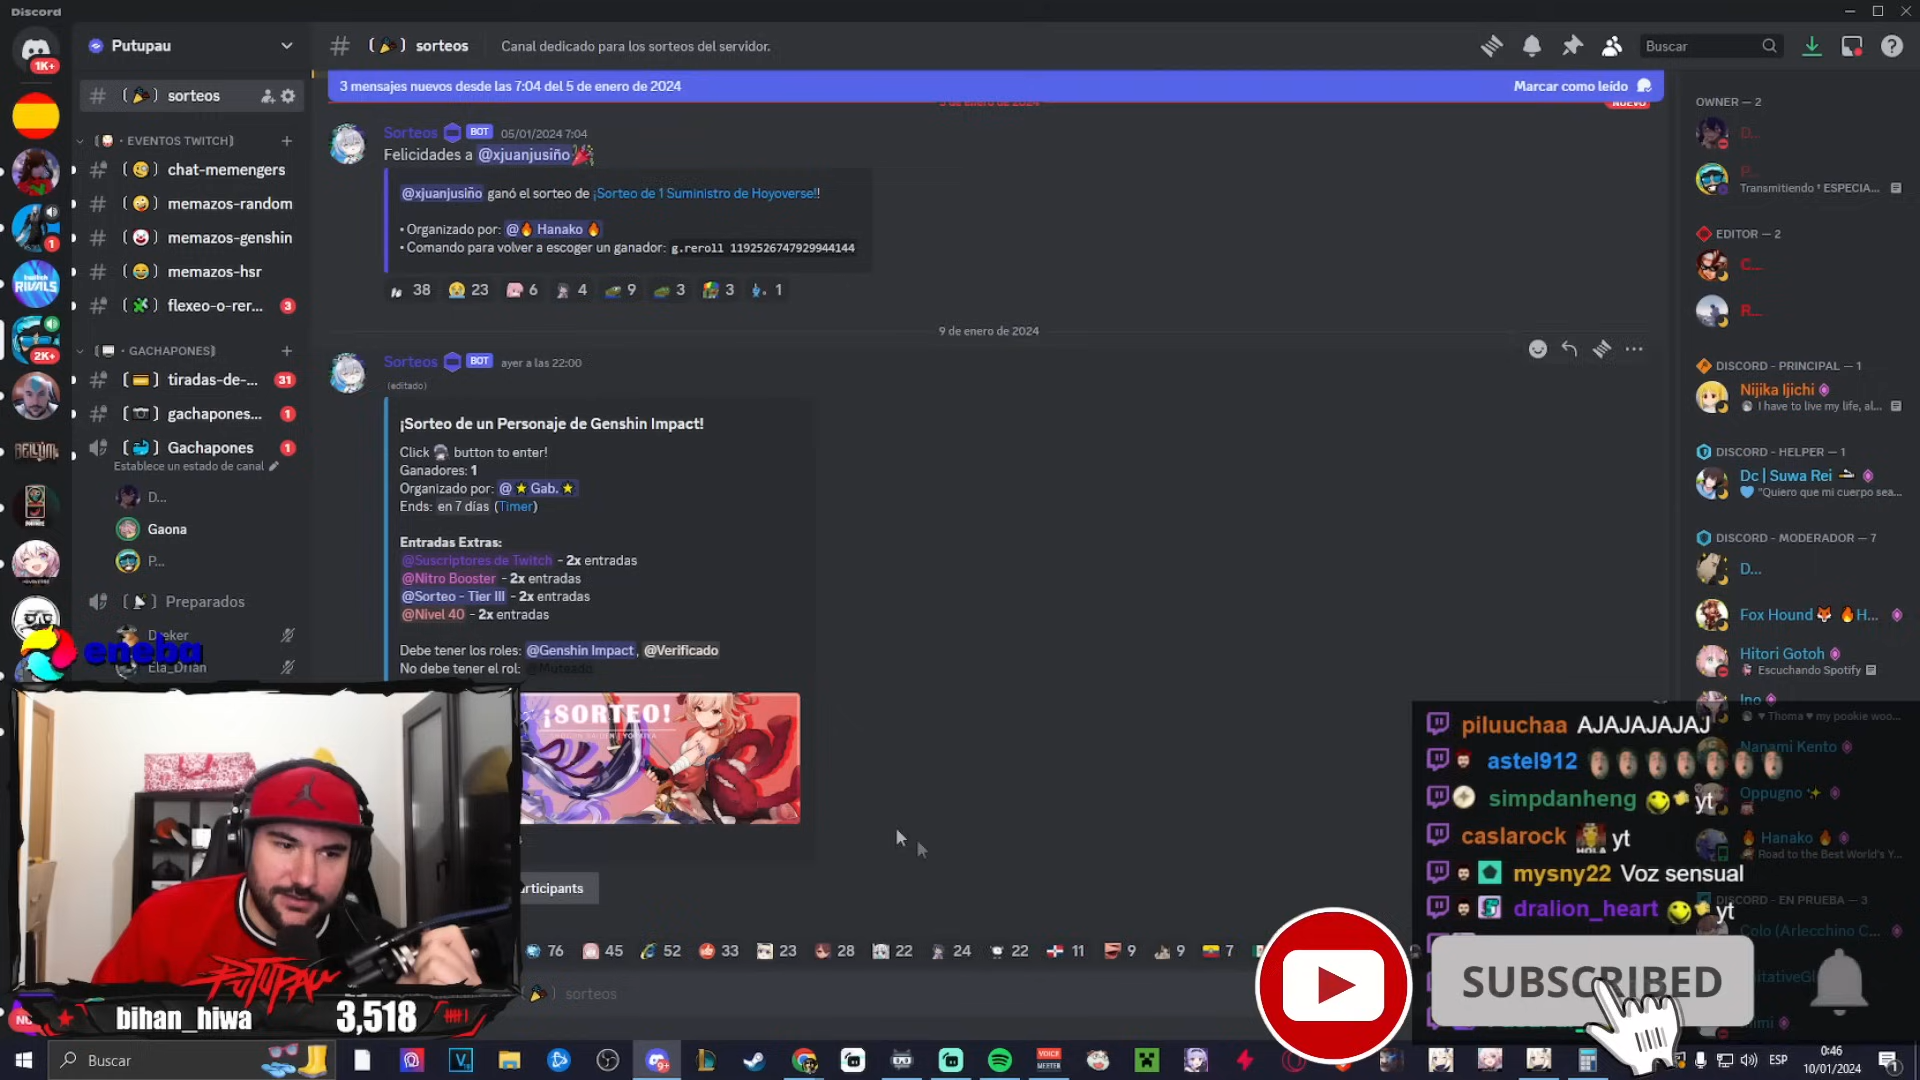 Discord
Putupau
sorteos
Canal dedicado para los sorteos del servidor.
Buscar
1K+
3 mensajes nuevos desde las 7:04 del 5 de enero de 2024
Marcar como leído
sorteos
EVENTOS TWITCH
chat-memengers
memazos-random
memazos-genshin
memazos-hsr
flexeo-o-rer...
3
GACHAPONES
tiradas-de-...
31
gachapones...
1
Gachapones
1
Establece un estado de canal
D...
Gaona
P...
Preparados
Ela_Drian
1
RIVALS
2K+
eneba
Sorteos BOT 05/01/2024 7:04
Felicidades a @xjuanjusiño
@xjuanjusiño ganó el sorteo de ¡Sorteo de 1 Suministro de Hoyoverse!!
• Organizado por: @ Hanako
• Comando para volver a escoger un ganador: g.reroll 1192526747929944144
38 23 6 4 9 3 3 1
9 de enero de 2024
Sorteos BOT ayer a las 22:00
(editado)
¡Sorteo de un Personaje de Genshin Impact!
Click button to enter!
Ganadores: 1
Organizado por: @ Gab.
Ends: en 7 días (Timer)
Entradas Extras:
@Suscriptores de Twitch - 2x entradas
@Nitro Booster - 2x entradas
@Sorteo - Tier III - 2x entradas
@Nivel 40 - 2x entradas
Debe tener los roles: @Genshin Impact, @Verificado
No debe tener el rol: @Muteado
¡SORTEO!
articipants
76 45 52 33 23 28 22 24 22 11 9 9 7
sorteos
OWNER — 2
D...
P...
Transmitiendo * ESPECIA...
EDITOR — 2
C...
R...
DISCORD - PRINCIPAL — 1
Nijika Ijichi
I have to live my life, al...
DISCORD - HELPER — 1
Dc | Suwa Rei
"Quiero que mi cuerpo sea...
DISCORD - MODERADOR — 7
D...
Fox Hound H...
Hitori Gotoh
Escuchando Spotify
Ino
Thoma my pookie woo...
Nanami Kento
Oppugno
Hanako
Road to the Best World's Y...
DISCORD - EN PRUEBA — 3
Colo (Arlecchino C...
piluuchaa AJAJAJAJAJ
astel912
simpdanheng yt
caslarock yt
mysny22 Voz sensual
dralion_heart yt
SUBSCRIBED
PUTUPAU
bihan_hiwa 3,518
Buscar
9+
VOICE MEETER
ESP
0:46
10/01/2024
1